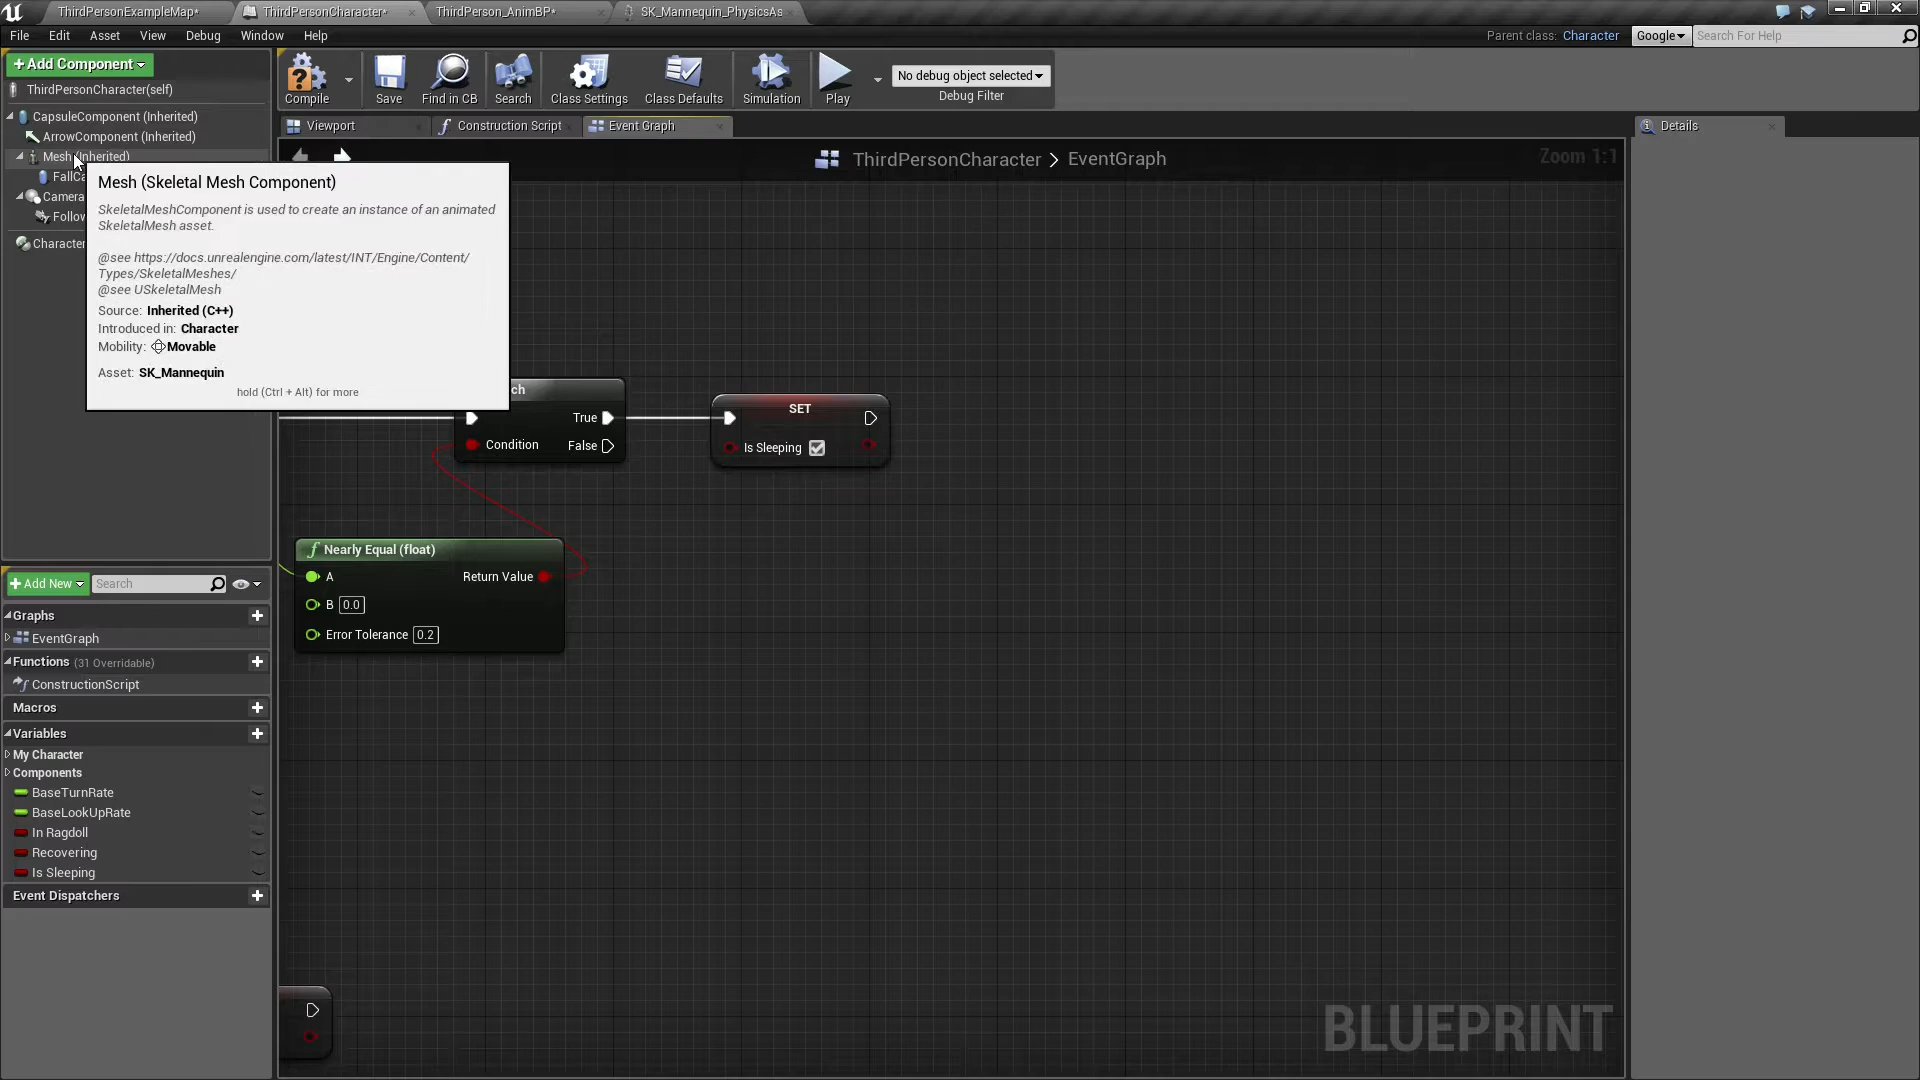 ThirdPersonExampleMap*
ThirdPersonCharacter*
ThirdPerson_AnimBP*
SK_Mannequin_PhysicsAs
File Edit Asset View Debug Window Help
Parent class: Character
Google
Search For Help
+Add Component
ThirdPersonCharacter(self)
CapsuleComponent (Inherited)
ArrowComponent (Inherited)
Mesh (Inherited)
FallCa
Camera
Follow
Character
Compile
Save
Find in CB
Search
Class Settings
Class Defaults
Simulation
Play
No debug object selected
Debug Filter
Viewport
Construction Script
Event Graph
Details
ThirdPersonCharacter > EventGraph
Zoom 1:1
Mesh (Skeletal Mesh Component)
SkeletalMeshComponent is used to create an instance of an animated
SkeletalMesh asset.
@see https://docs.unrealengine.com/latest/INT/Engine/Content/
Types/SkeletalMeshes/
@see USkeletalMesh
Source: Inherited (C++)
Introduced in: Character
Mobility: Movable
Asset: SK_Mannequin
hold (Ctrl + Alt) for more
ch
True
Condition
False
SET
Is Sleeping
f Nearly Equal (float)
A
Return Value
B 0.0
Error Tolerance 0.2
+Add New
Search
Graphs
EventGraph
Functions (31 Overridable)
ConstructionScript
Macros
Variables
My Character
Components
BaseTurnRate
BaseLookUpRate
In Ragdoll
Recovering
Is Sleeping
Event Dispatchers
BLUEPRINT